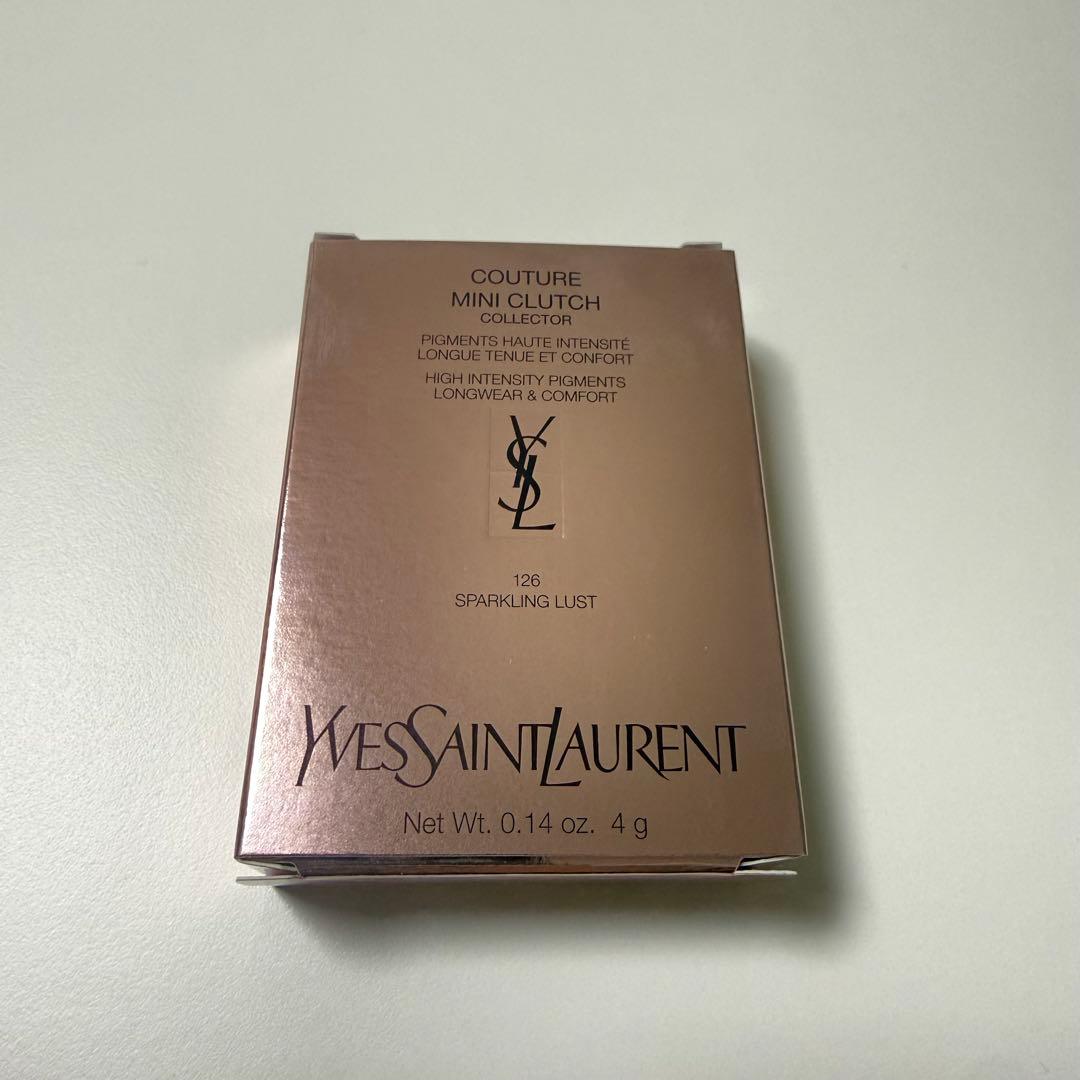 COUTURE
MINI CLUTCH
COLLECTOR
PIGMENTS HAUTE INTENSITÉ
LONGUE TENUE ET CONFORT
HIGH INTENSITY PIGMENTS
LONGWEAR & COMFORT
YSL
126
SPARKLING LUST
YVESSAINTLAURENT
Net Wt. 0.14 oz. 4 g